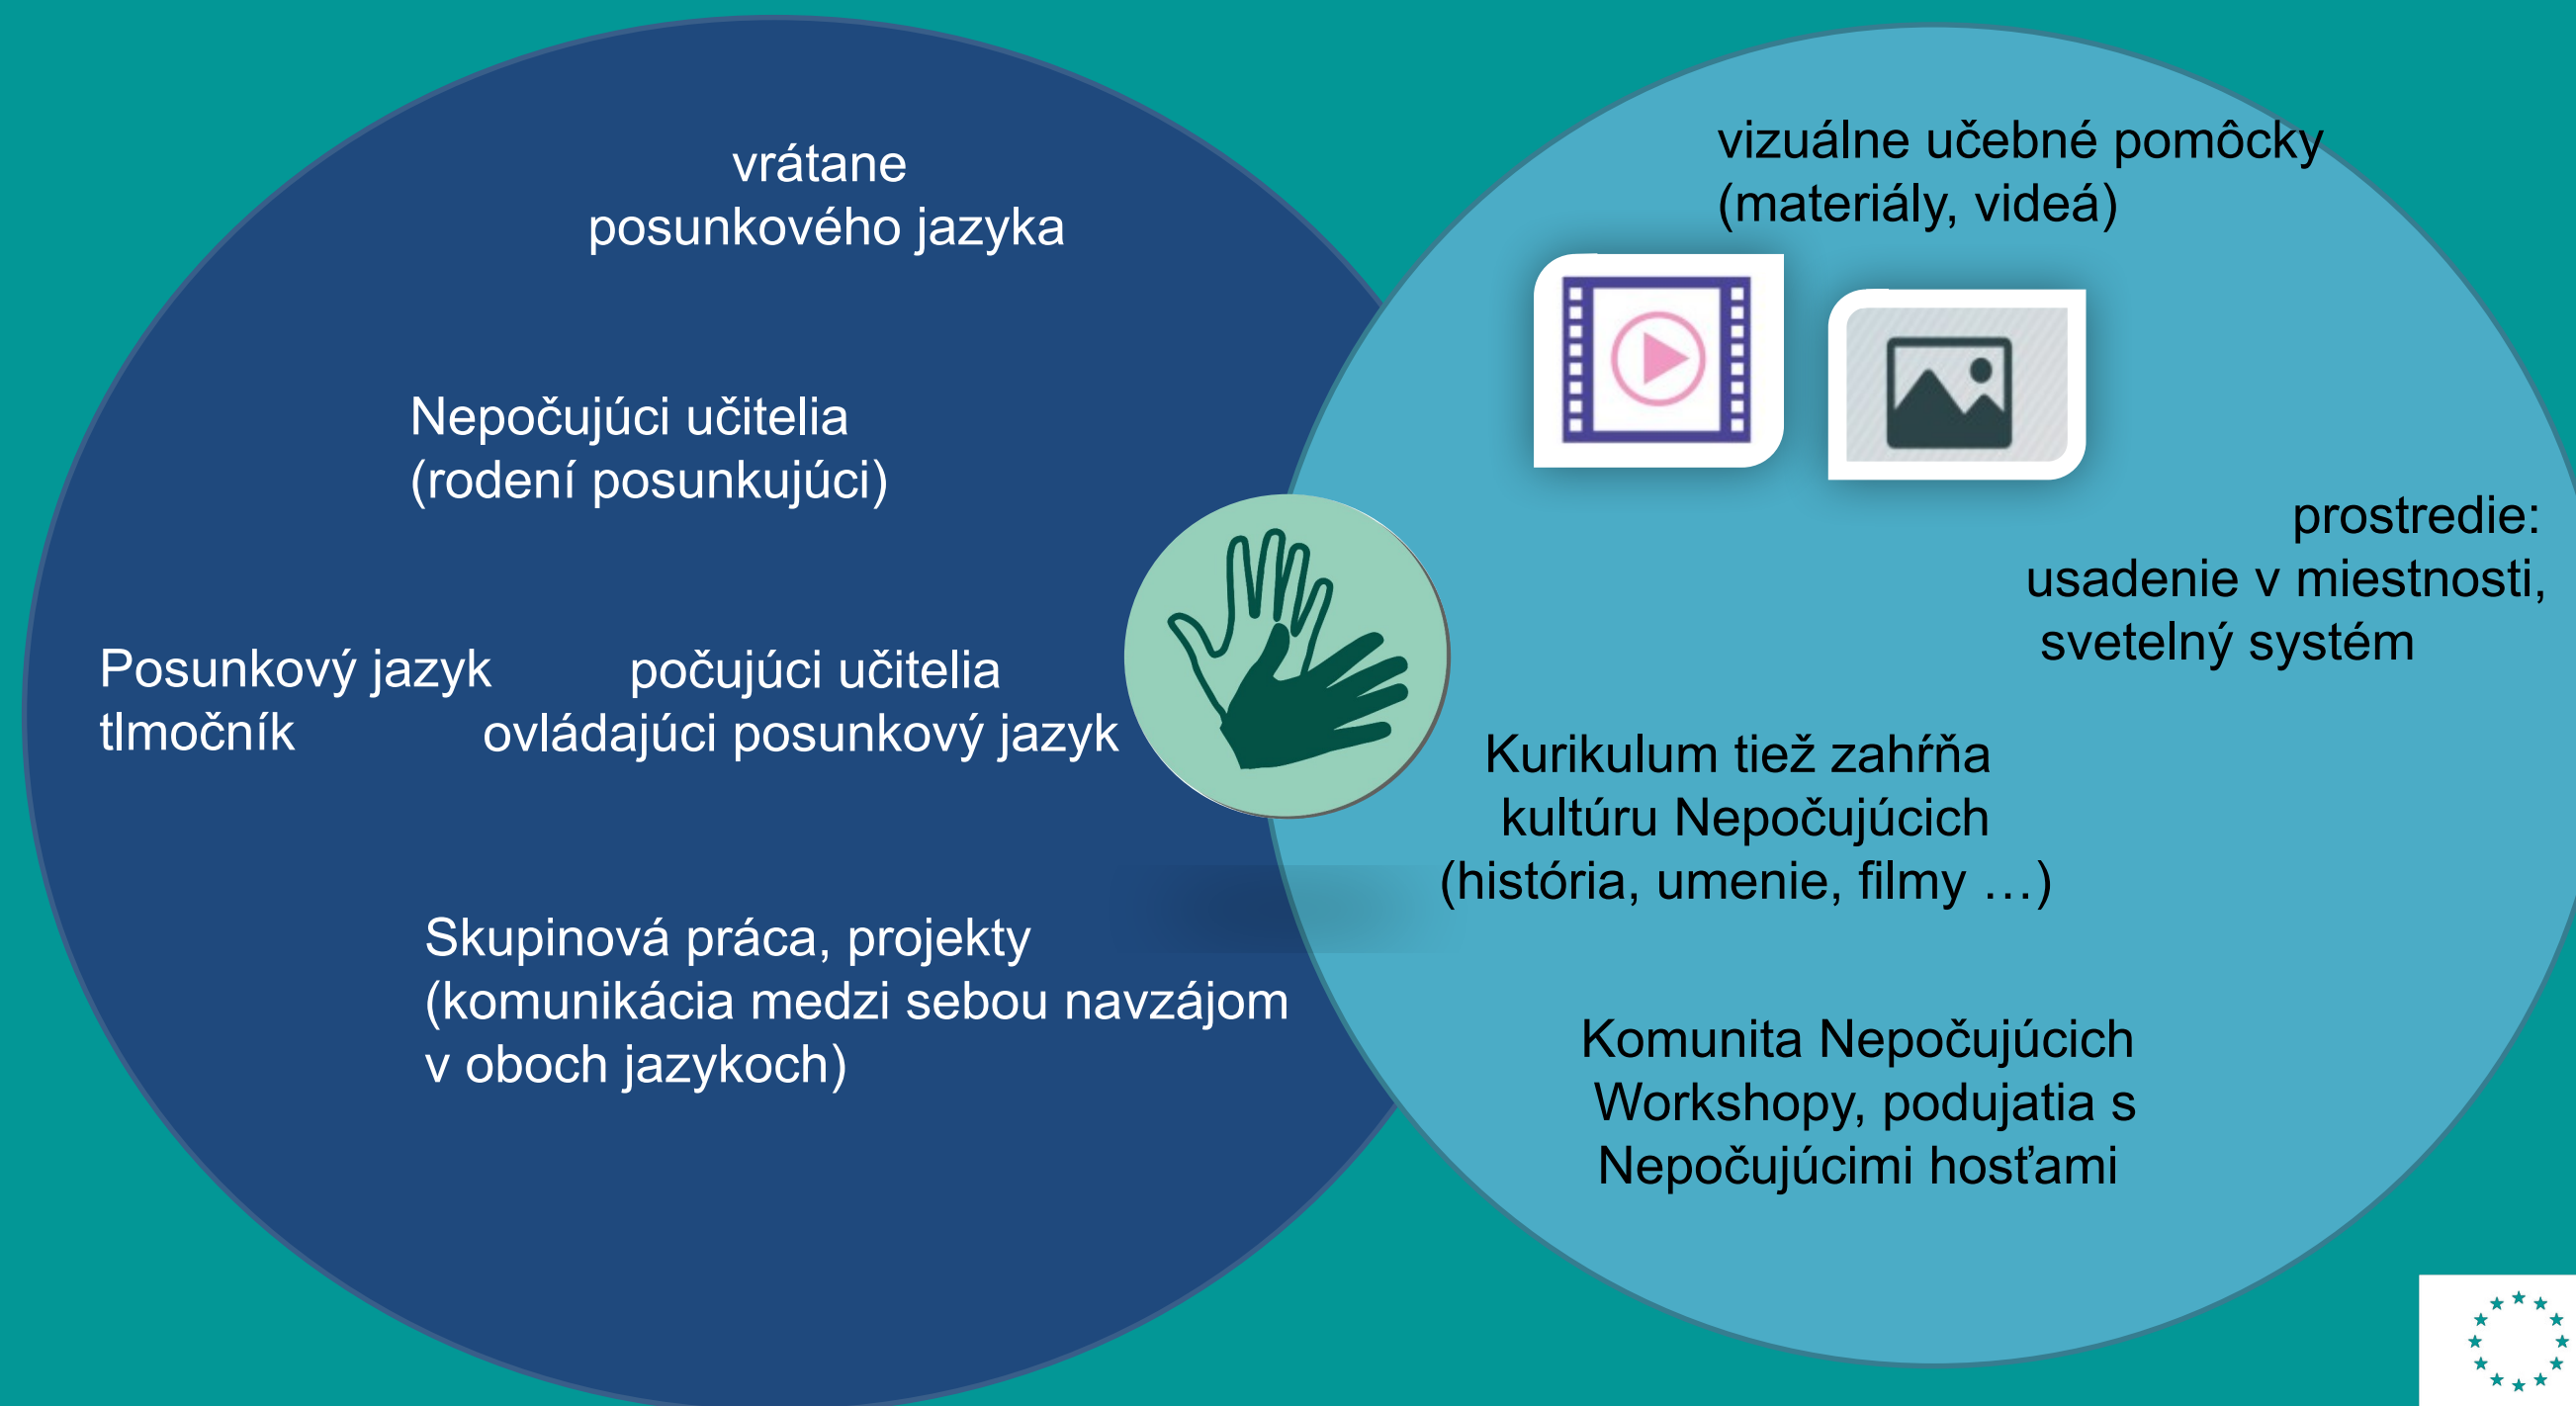 vrátane
posunkového jazyka
Nepočujúci učitelia
(rodení posunkujúci)
Posunkový jazyk
tlmočník
počujúci učitelia
ovládajúci posunkový jazyk
Skupinová práca, projekty
(komunikácia medzi sebou navzájom
v oboch jazykoch)
vizuálne učebné pomôcky
(materiály, videá)
prostredie:
usadenie v miestnosti,
svetelný systém
Kurikulum tiež zahŕňa
kultúru Nepočujúcich
(história, umenie, filmy …)
Komunita Nepočujúcich
Workshopy, podujatia s
Nepočujúcimi hosťami